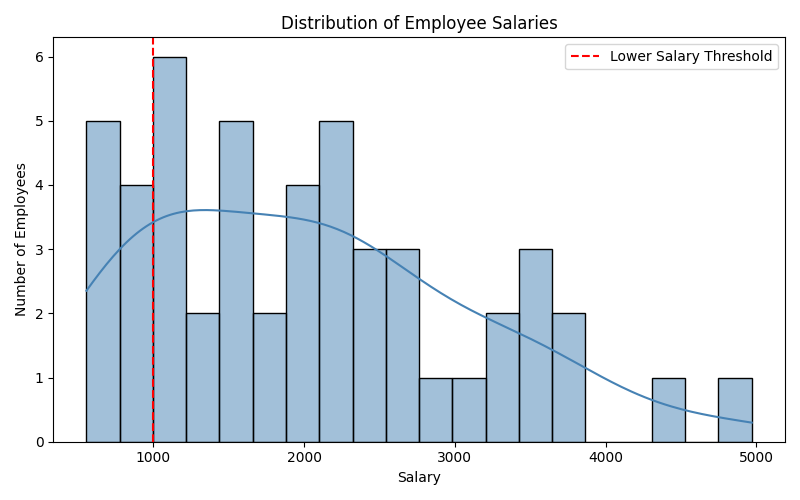 Distribution of Employee Salaries
Lower Salary Threshold
Number of Employees
6
5
4
3
2
1
0
1000 2000 3000 4000 5000
Salary